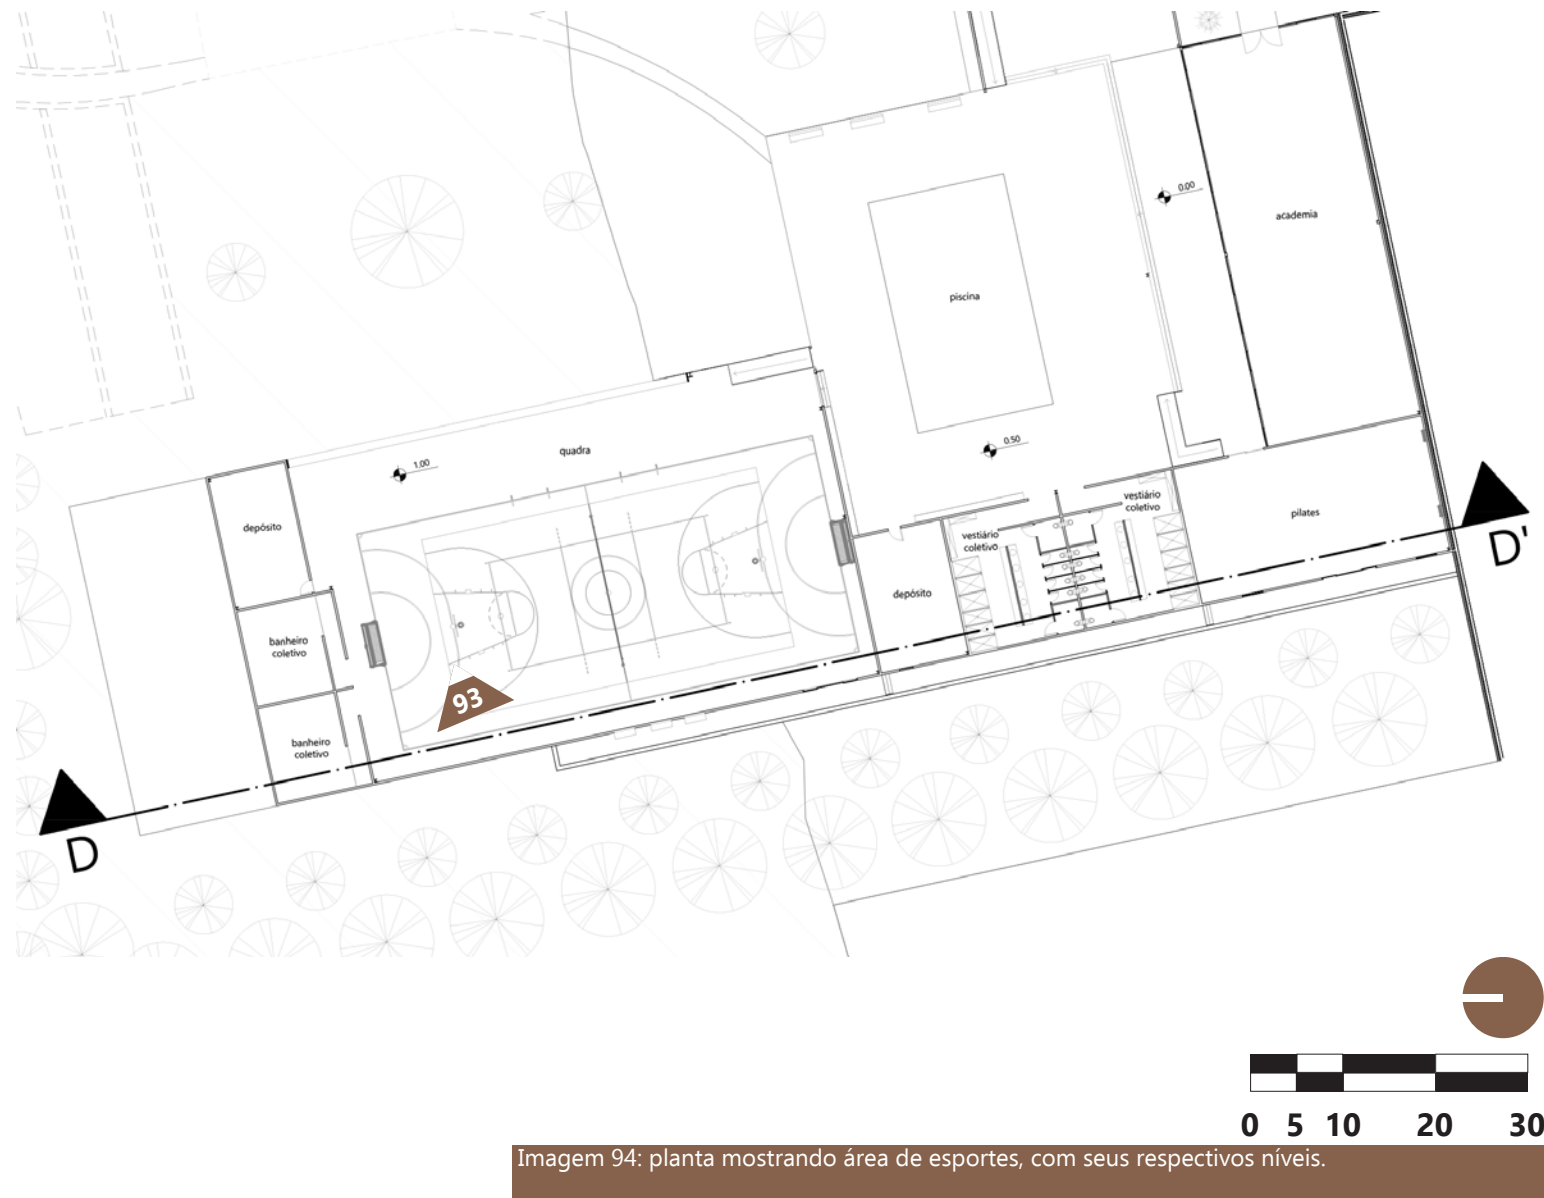 0.00
academia
piscina
quadra
1.00
0.50
depósito
vestiário
coletivo
vestiário
coletivo
pilates
D'
depósito
banheiro
coletivo
93
banheiro
coletivo
D
0 5 10 20 30
Imagem 94: planta mostrando área de esportes, com seus respectivos níveis.